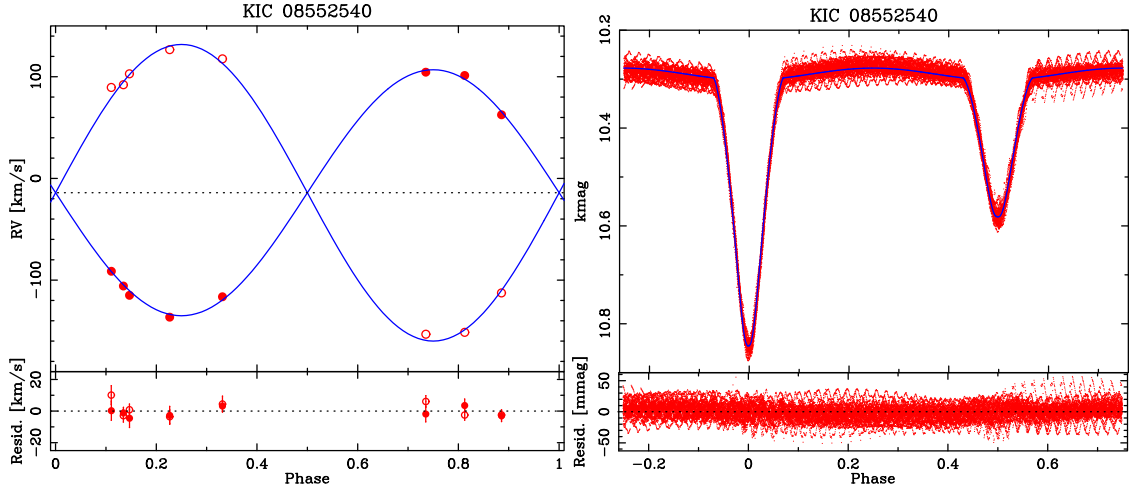 KIC 08552540
100
0
−100
RV [km/s]
20
0
−20
Resid. [km/s]
0 0.2 0.4 0.6 0.8 1
Phase
KIC 08552540
10.2
10.4
10.6
10.8
kmag
50
0
−50
Resid. [mmag]
−0.2 0 0.2 0.4 0.6
Phase